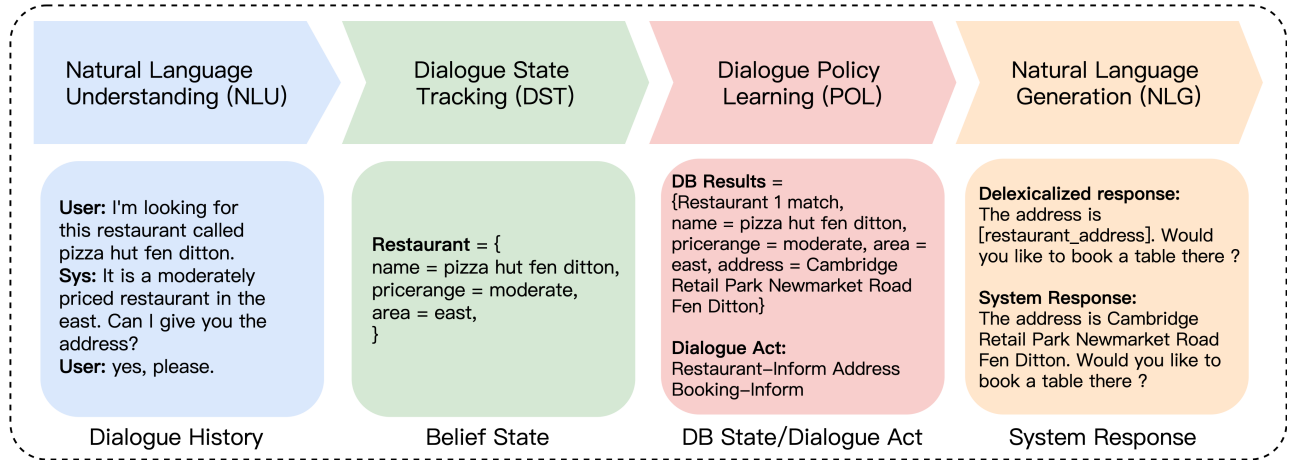 Natural Language
Understanding (NLU)
Dialogue State
Tracking (DST)
Dialogue Policy
Learning (POL)
Natural Language
Generation (NLG)
User: I'm looking for
this restaurant called
pizza hut fen ditton.
Sys: It is a moderately
priced restaurant in the
east. Can I give you the
address?
User: yes, please.
Restaurant = {
name = pizza hut fen ditton,
pricerange = moderate,
area = east,
}
DB Results =
{Restaurant 1 match,
name = pizza hut fen ditton,
pricerange = moderate, area =
east, address = Cambridge
Retail Park Newmarket Road
Fen Ditton}
Dialogue Act:
Restaurant–Inform Address
Booking–Inform
Delexicalized response:
The address is
[restaurant_address]. Would
you like to book a table there ?
System Response:
The address is Cambridge
Retail Park Newmarket Road
Fen Ditton. Would you like to
book a table there ?
Dialogue History
Belief State
DB State/Dialogue Act
System Response